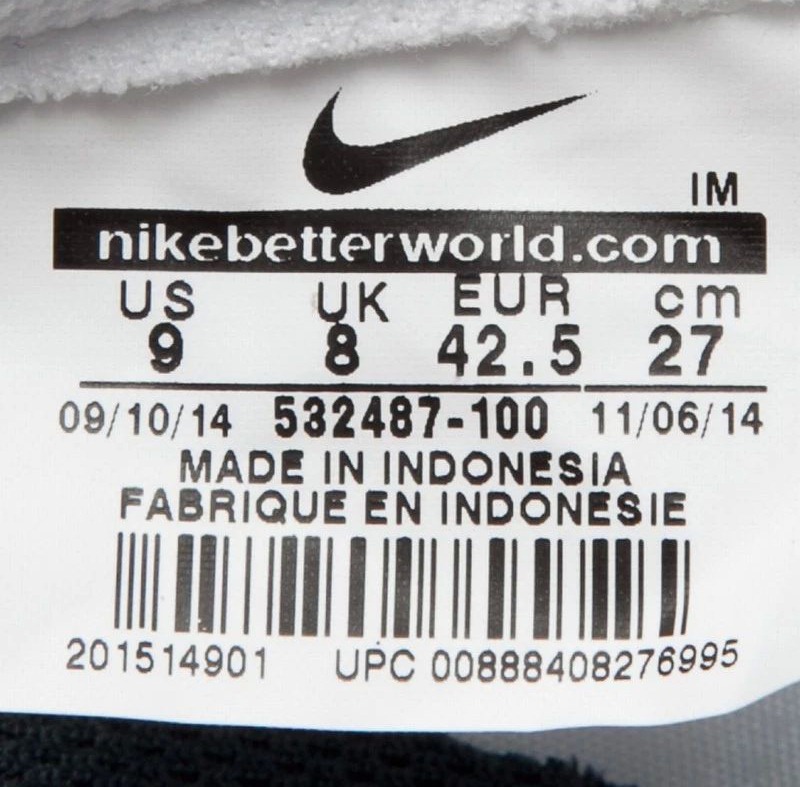 IM
nikebetterworld.com
US UK EUR cm
9 8 42.5 27
09/10/14 532487-100 11/06/14
MADE IN INDONESIA
FABRIQUE EN INDONESIE
201514901 UPC 00888408276995